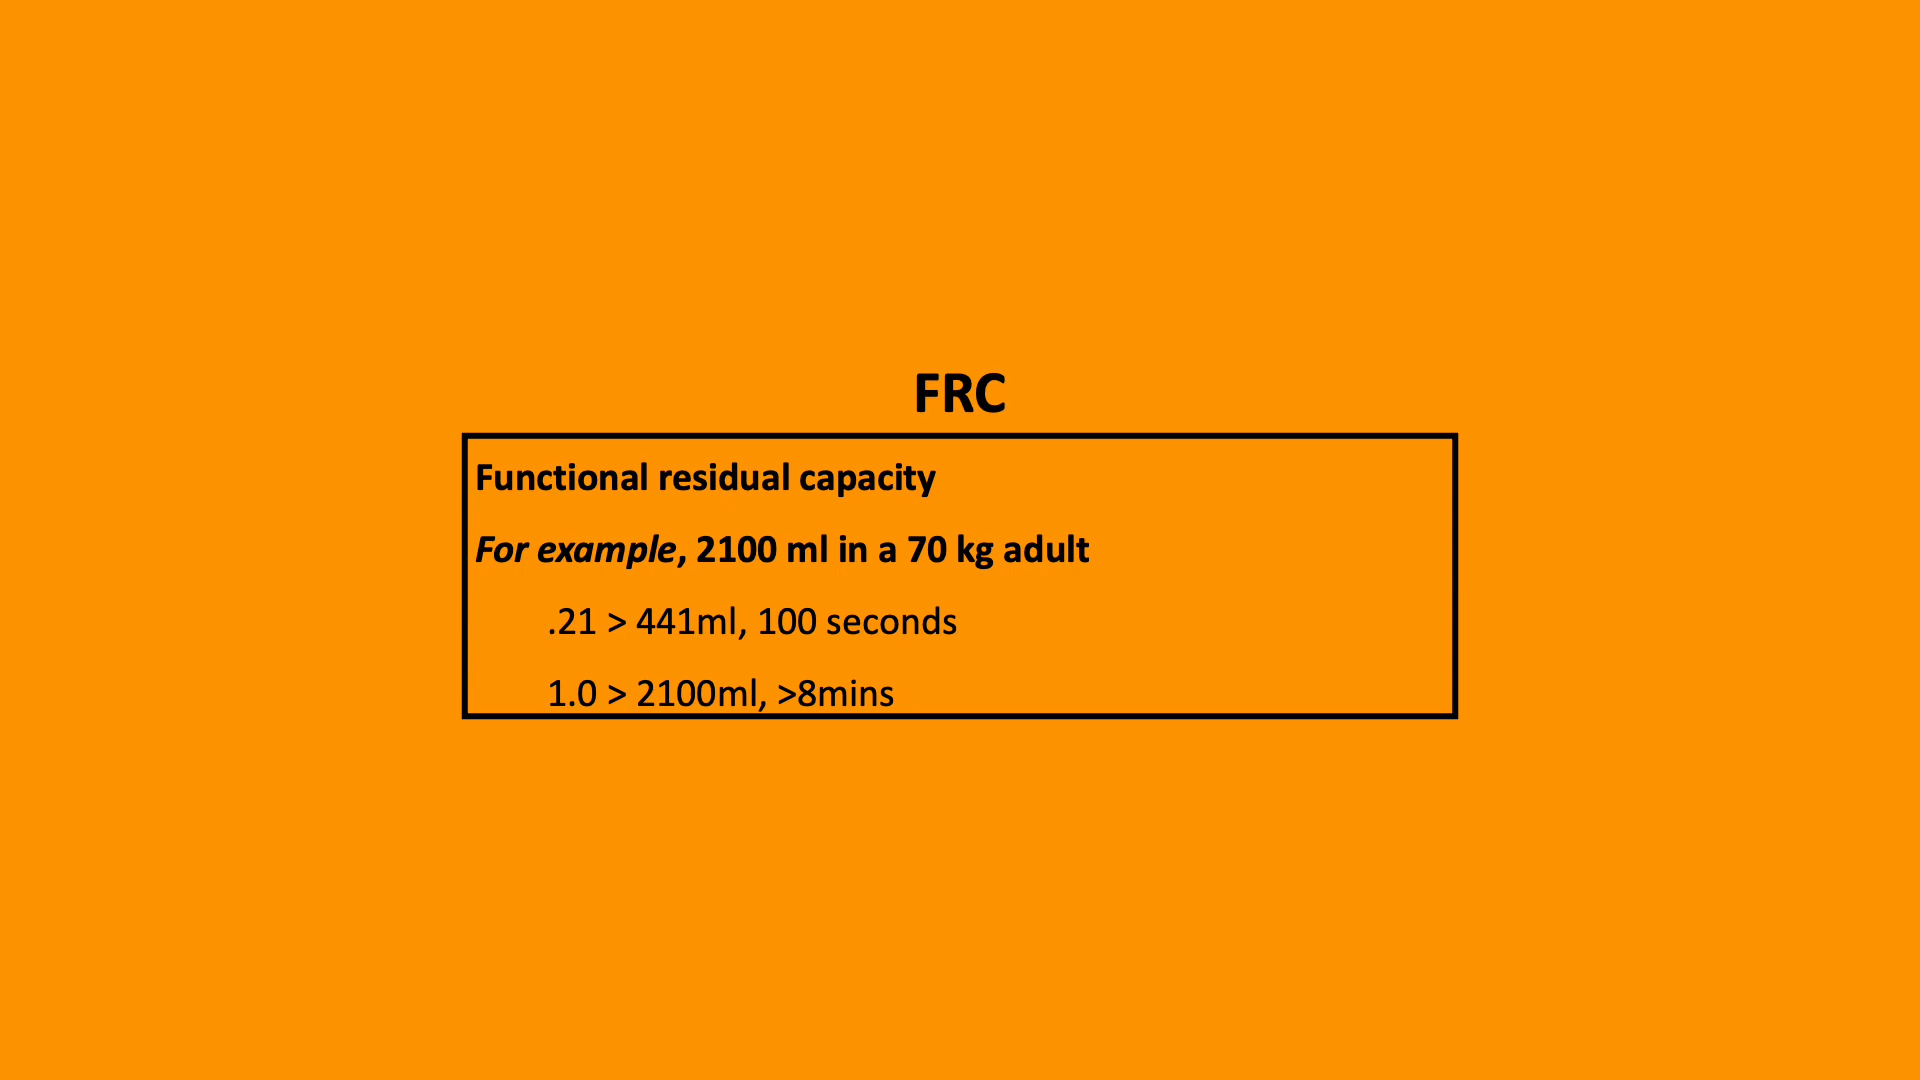 FRC
Functional residual capacity
For example, 2100 ml in a 70 kg adult
.21 > 441ml, 100 seconds
1.0 > 2100ml, >8mins